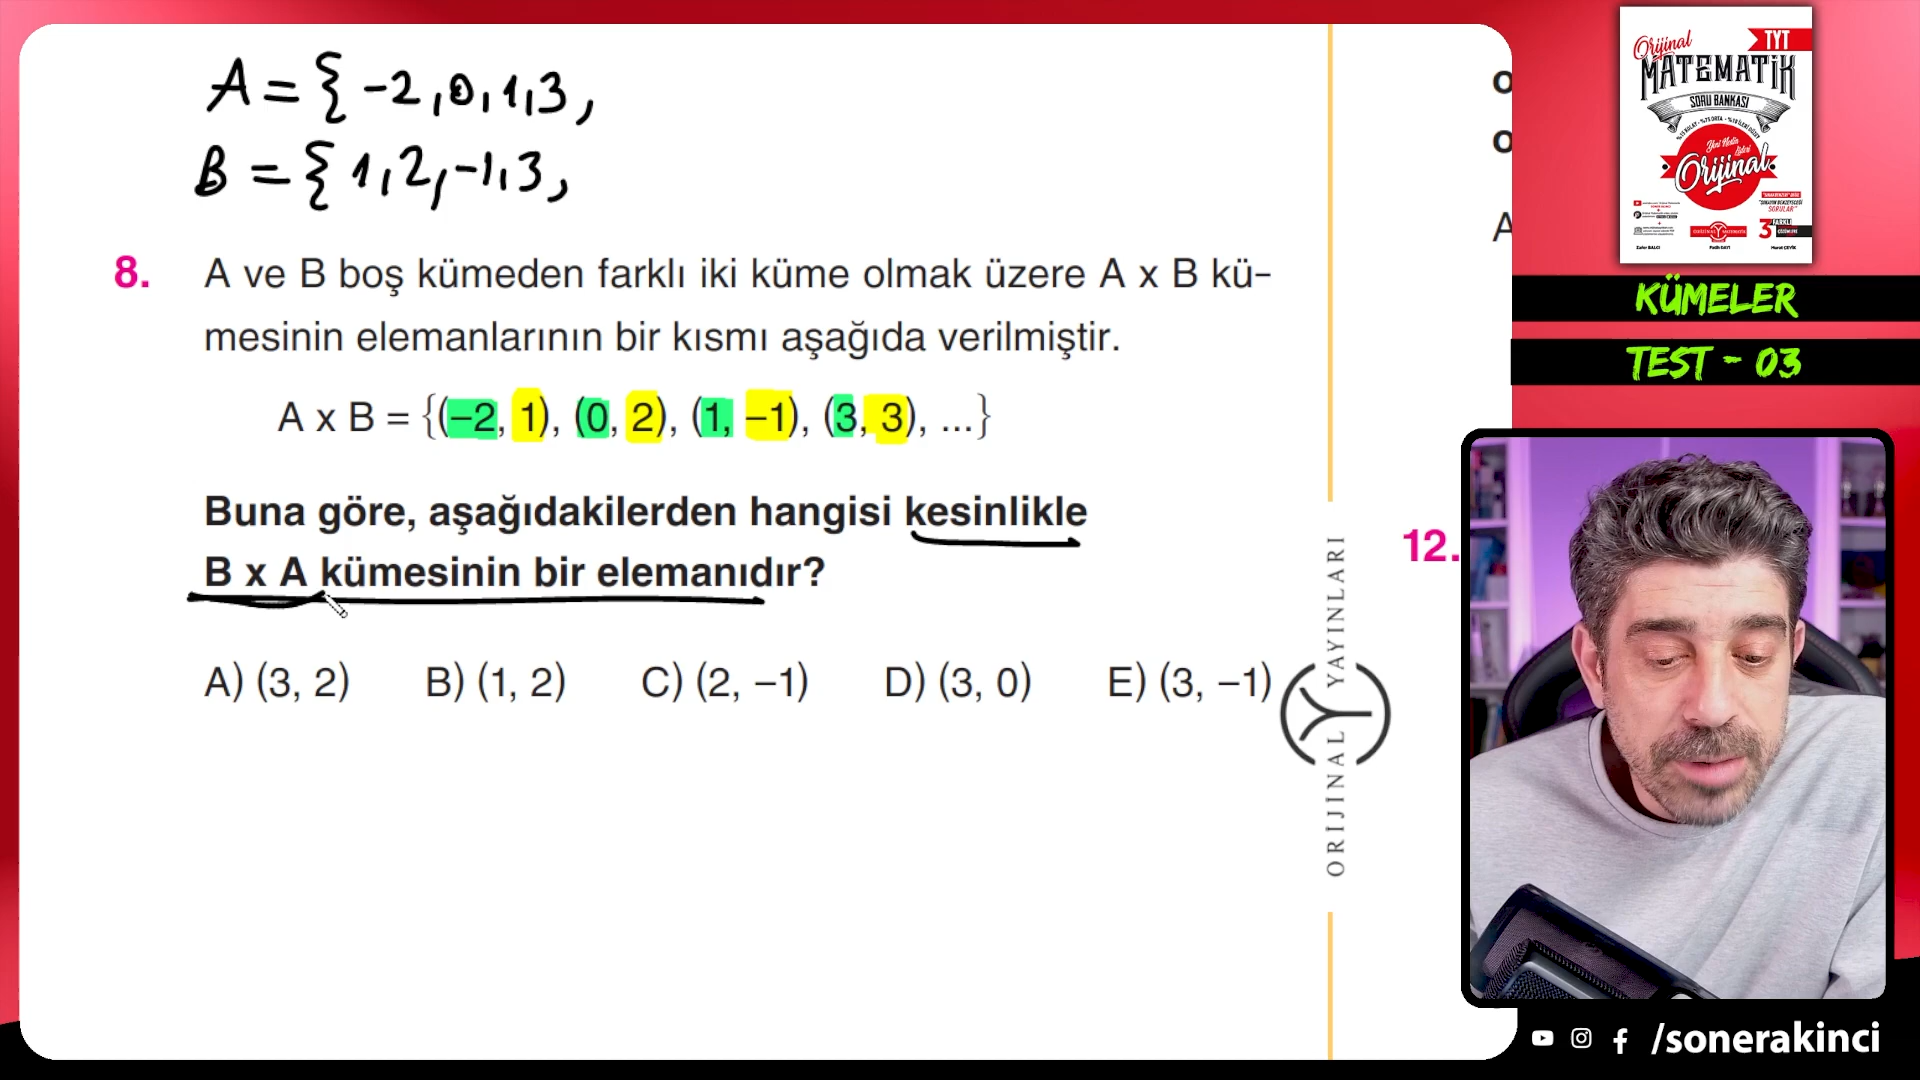 A = { -2, 0, 1, 3,
B = { 1, 2, -1, 3,
8. A ve B boş kümeden farklı iki küme olmak üzere A x B kü-
mesinin elemanlarının bir kısmı aşağıda verilmiştir.
A x B = {(–2, 1), (0, 2), (1, –1), (3, 3), ...}
Buna göre, aşağıdakilerden hangisi kesinlikle
B x A kümesinin bir elemanıdır?
A) (3, 2) B) (1, 2) C) (2, –1) D) (3, 0) E) (3, –1)
ORİJİNAL YAYINLARI
o
o
A
12.
Orijinal
TYT
MATEMATİK
SORU BANKASI
Orijinal
KÜMELER
TEST - 03
/sonerakinci